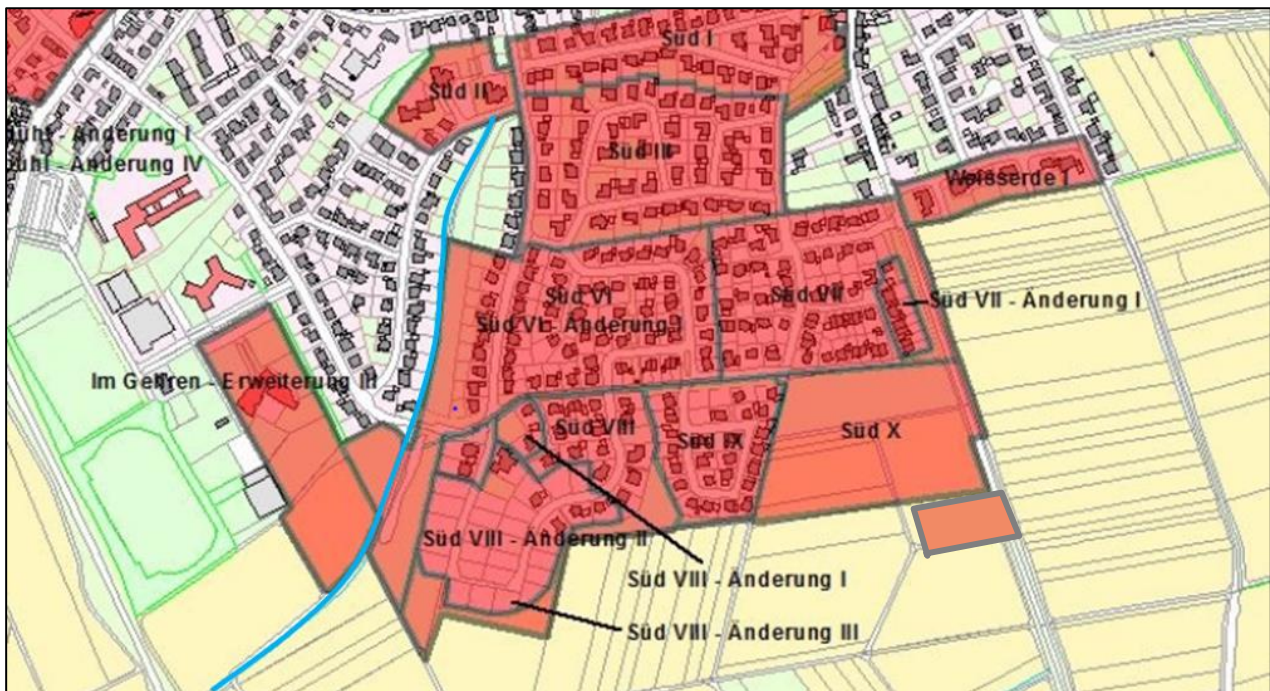 Süd I
Süd II
ühl - Änderung I
ühl - Änderung IV
Süd III
Weisserde I
Süd VI
Süd VII
Süd VII - Änderung I
Süd VI - Änderung I
Im Gehren - Erweiterung III
Süd VIII
Süd IX
Süd X
Süd VIII - Änderung II
Süd VIII - Änderung I
Süd VIII - Änderung III